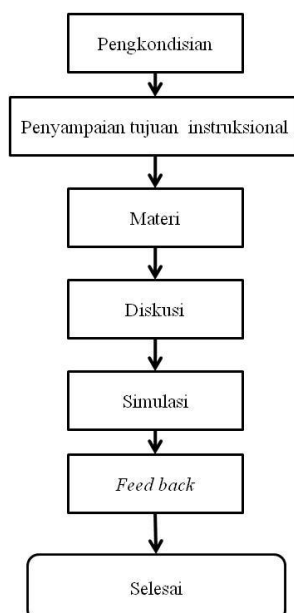 Pengkondisian
Penyampaian tujuan instruksional
Materi
Diskusi
Simulasi
Feed back
Selesai